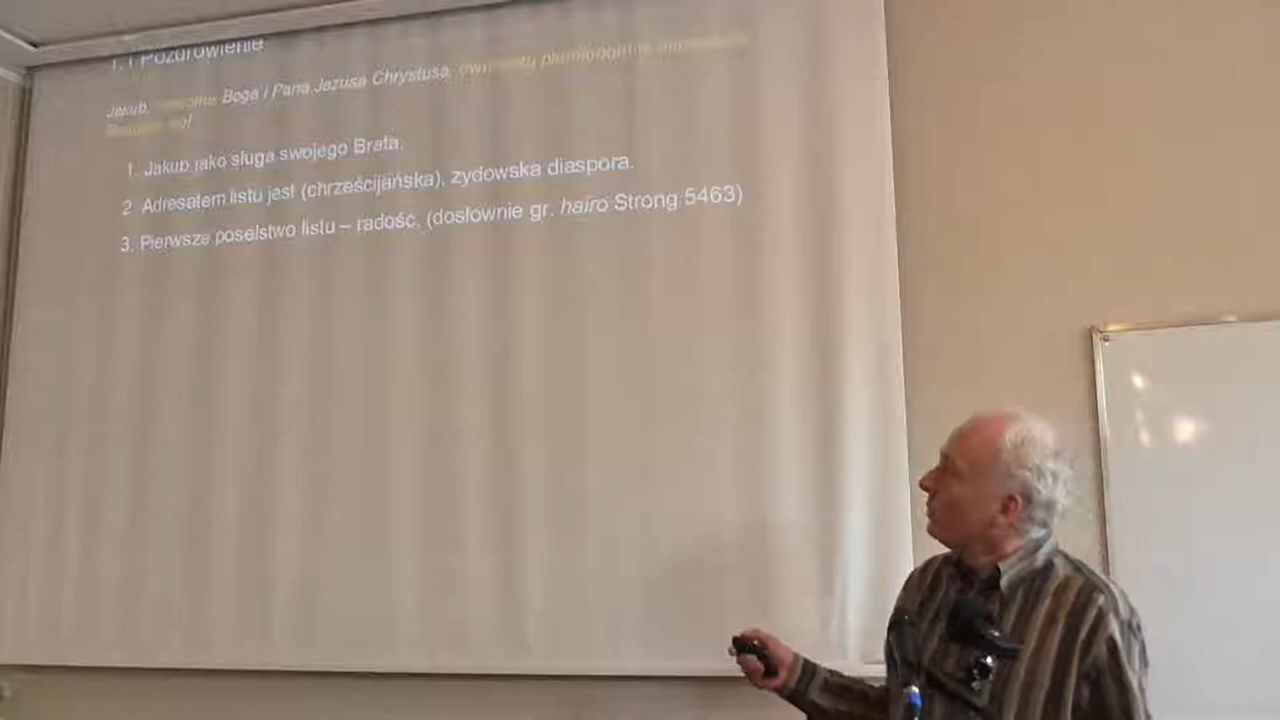 1. 1 Pozdrowienie
Jakub, Boga i Pana Jezusa Chrystusa,
1. Jakub jako sługa swojego Brata.
2 Adresatem listu jest (chrześcijańska), żydowska diaspora.
3. Pierwsze poselstwo listu – radość, (dosłownie gr. hairo Strong 5463)